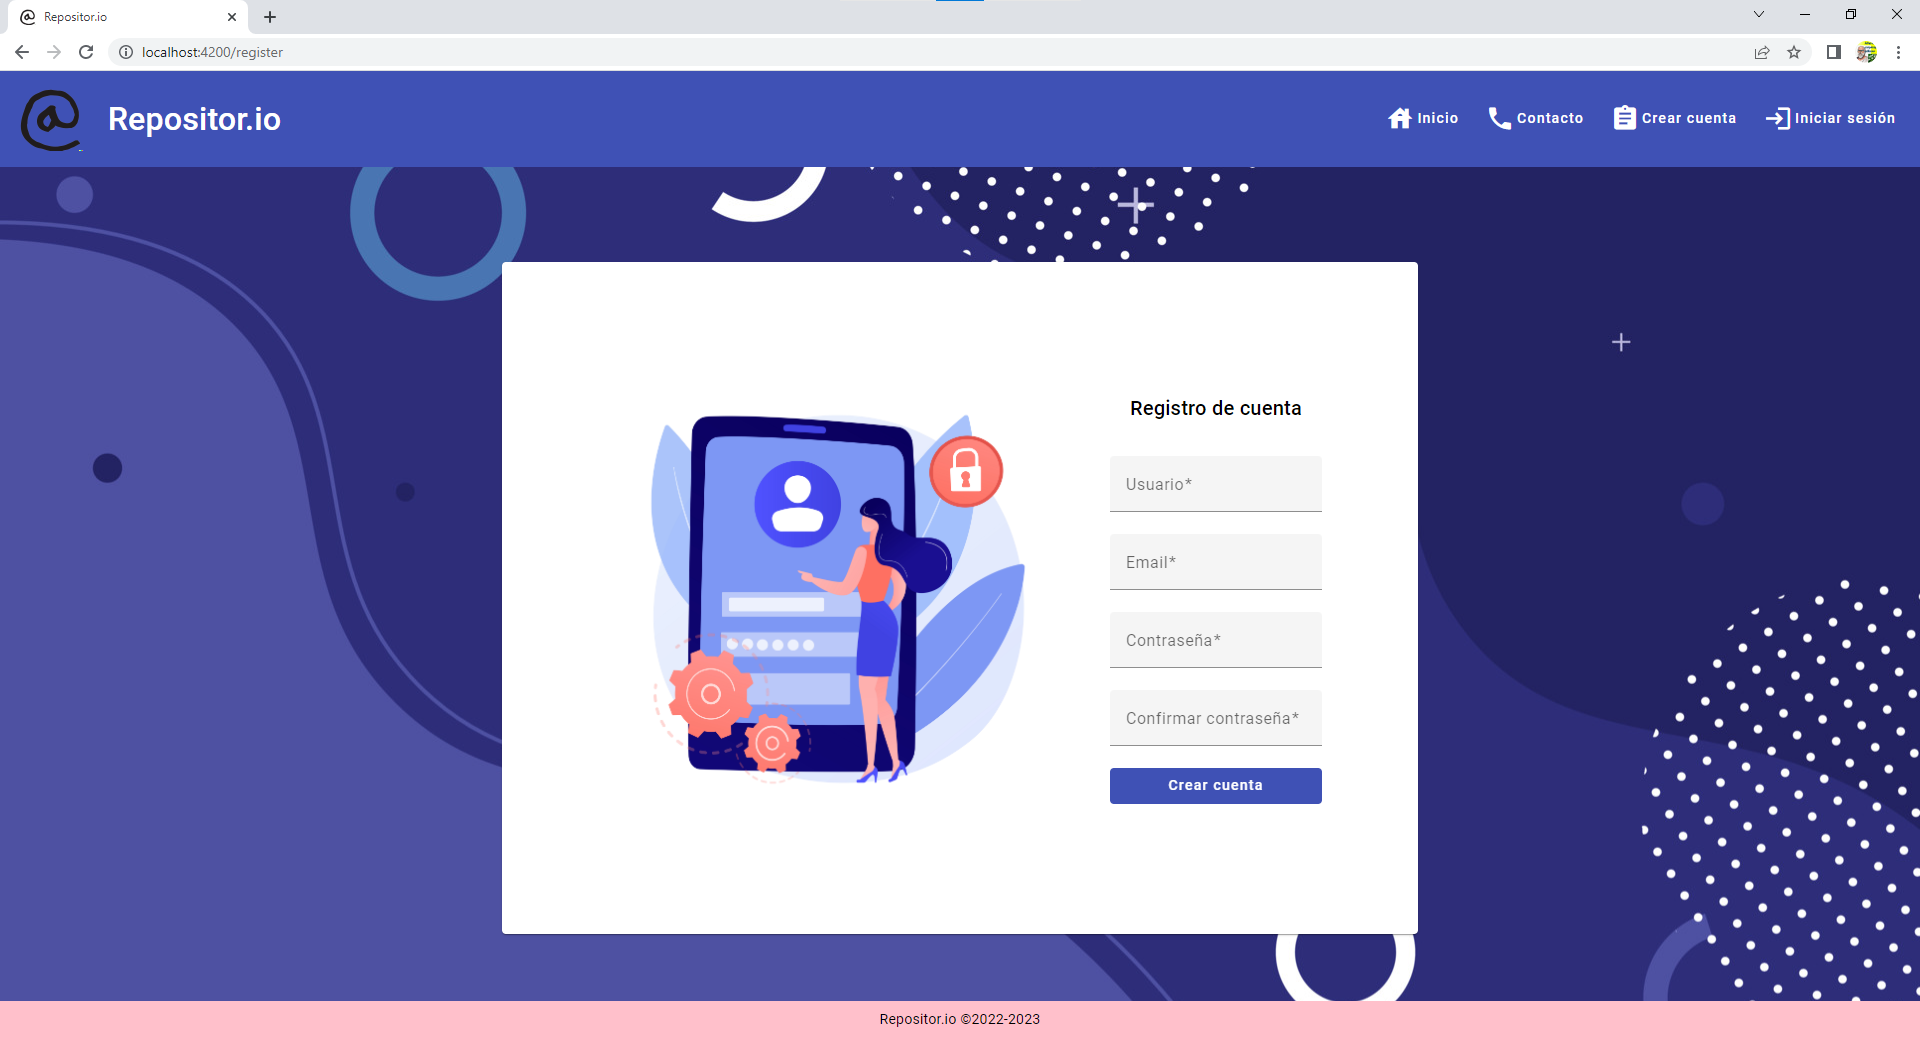 Repositor.io
localhost:4200/register
Repositor.io
Inicio
Contacto
Crear cuenta
Iniciar sesión
Registro de cuenta
Usuario*
Email*
Contraseña*
Confirmar contraseña*
Crear cuenta
Repositor.io ©2022-2023